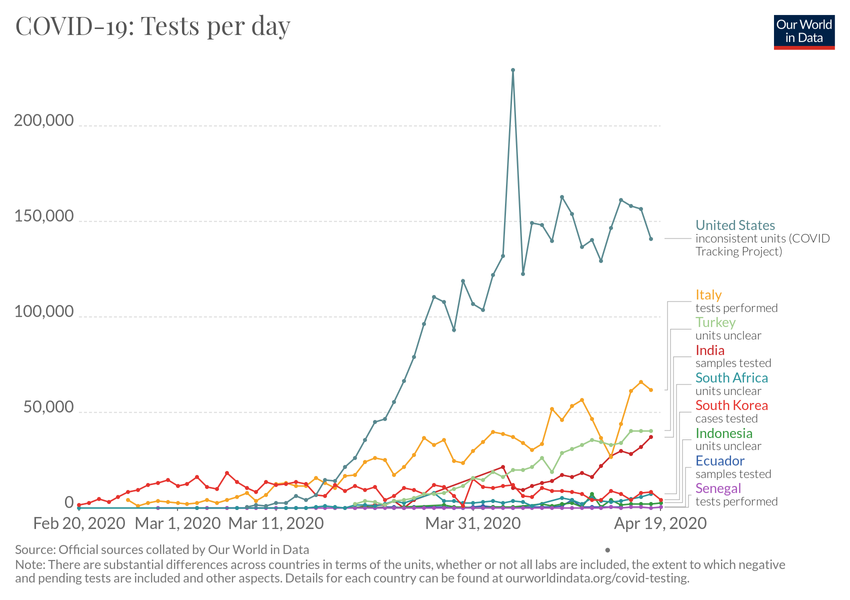 COVID-19: Tests per day
Our World
in Data
200,000
150,000
100,000
50,000
0
Feb 20, 2020
Mar 1, 2020
Mar 11, 2020
Mar 31, 2020
Apr 19, 2020
United States
inconsistent units (COVID
Tracking Project)
Italy
tests performed
Turkey
units unclear
India
samples tested
South Africa
units unclear
South Korea
cases tested
Indonesia
units unclear
Ecuador
samples tested
Senegal
tests performed
Source: Official sources collated by Our World in Data
Note: There are substantial differences across countries in terms of the units, whether or not all labs are included, the extent to which negative
and pending tests are included and other aspects. Details for each country can be found at ourworldindata.org/covid-testing.